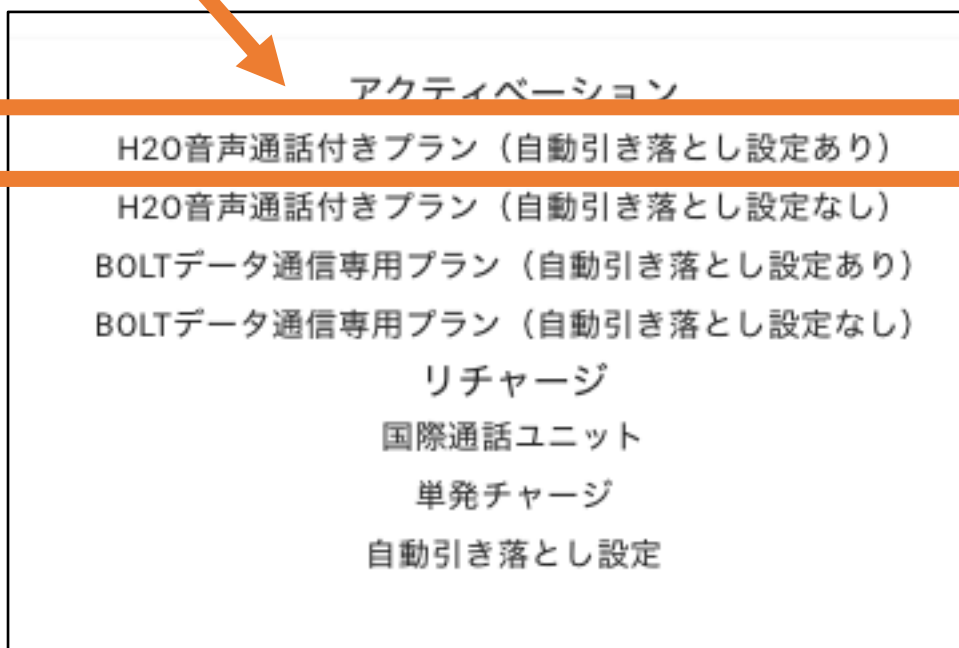 アクティベーション
H2O音声通話付きプラン（自動引き落とし設定あり）
H2O音声通話付きプラン（自動引き落とし設定なし）
BOLTデータ通信専用プラン（自動引き落とし設定あり）
BOLTデータ通信専用プラン（自動引き落とし設定なし）
リチャージ
国際通話ユニット
単発チャージ
自動引き落とし設定